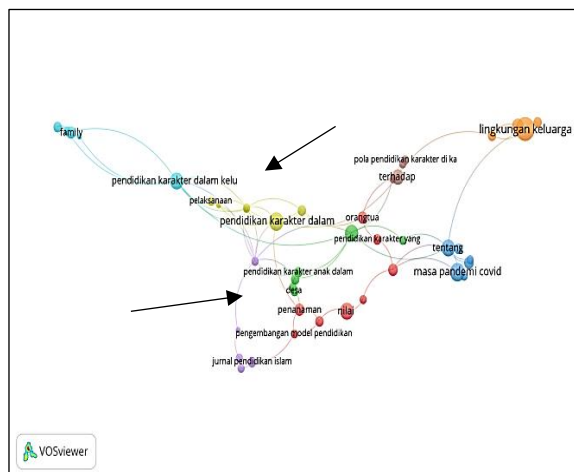 family
lingkungan keluarga
pola pendidikan karakter di ka
terhadap
pendidikan karakter dalam kelu
pelaksanaan
pendidikan karakter dalam
orangtua
pendidikan karakter yang
tentang
masa pandemi covid
pendidikan karakter anak dalam
desa
penanaman
nilai
pengembangan model pendidikan
jurnal pendidikan islam
VOSviewer